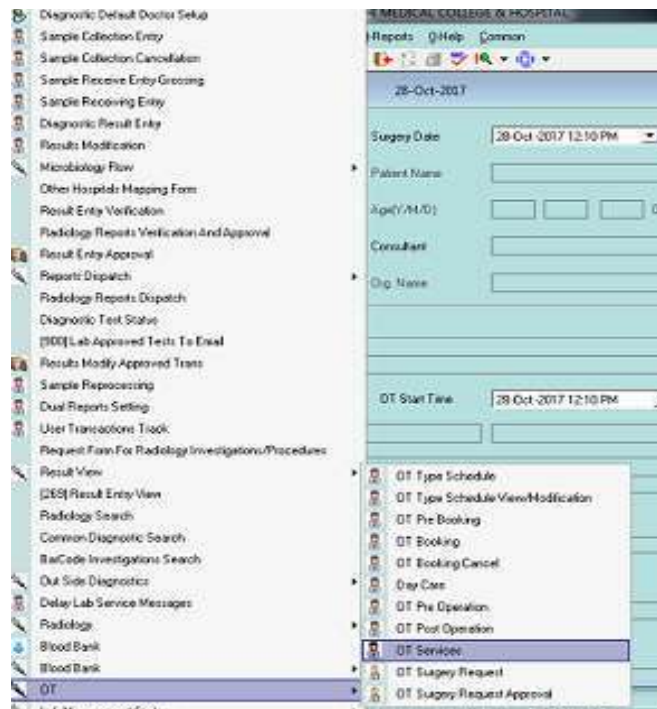 Diagnostic Default Doctor Setup
Sample Collection Entry
Sample Collection Cancellation
Sample Receive Entry-Grossing
Sample Receiving Entry
Diagnostic Result Entry
Results Modification
Microbiology Flow
Other Hospitals Mapping Form
Result Entry Verification
Radiology Reports Verification And Approval
Result Entry Approval
Reports Dispatch
Radiology Reports Dispatch
Diagnostic Test Status
[900] Lab Approved Tests To Email
Results Modify Approved Trans
Sample Reprocessing
Dual Reports Setting
User Transactions Track
Request Form For Radiology Investigations/Procedures
Result View
[269] Result Entry View
Radiology Search
Common Diagnostic Search
BarCode Investigations Search
Out Side Diagnostics
Delay Lab Service Messages
Radiology
Blood Bank
Blood Bank
OT
MEDICAL COLLEGE & HOSPITAL
Reports Help Common
28-Oct-2017
Surgery Date 28-Oct-2017 12:10 PM
Patient Name
Age(Y/M/D)
Consultant
Org. Name
OT Start Time 28-Oct-2017 12:10 PM
OT Type Schedule
OT Type Schedule View/Modification
OT Pre Booking
OT Booking
OT Booking Cancel
Day Care
OT Pre Operation
OT Post Operation
OT Services
OT Surgery Request
OT Surgery Request Approval